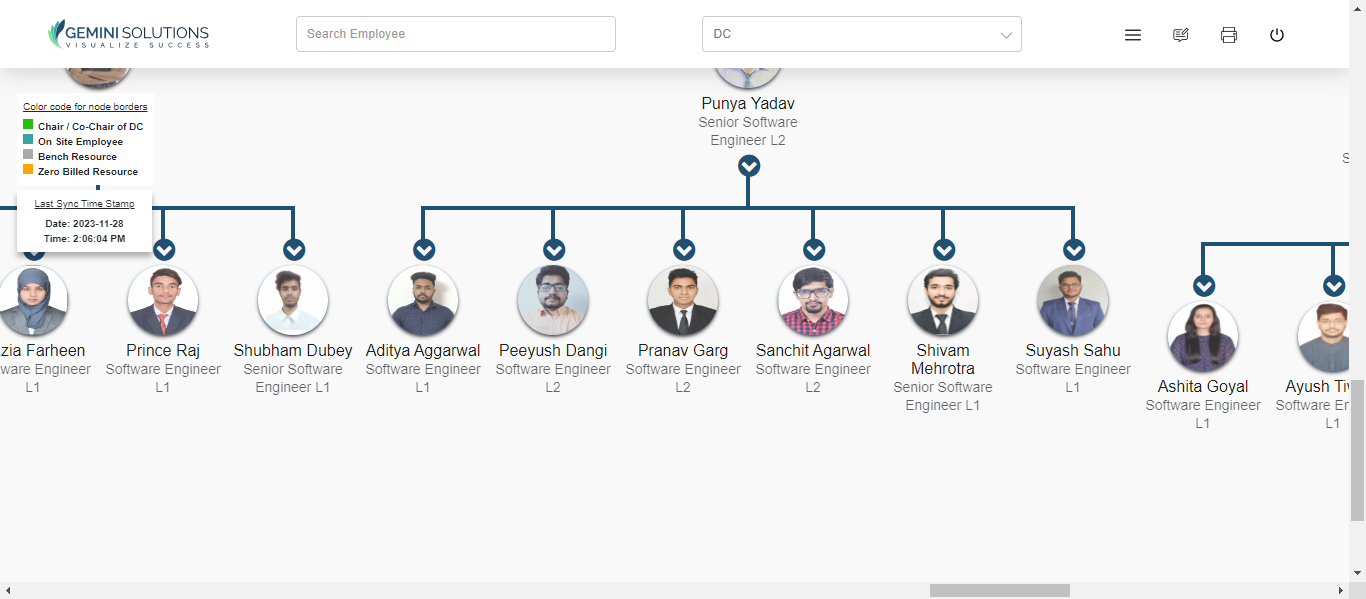 GEMINI SOLUTIONS
VISUALIZE SUCCESS
Search Employee
DC
Color code for node borders
Chair / Co-Chair of DC
On Site Employee
Bench Resource
Zero Billed Resource
Last Sync Time Stamp
Date: 2023-11-28
Time: 2:06:04 PM
Punya Yadav
Senior Software
Engineer L2
S
zia Farheen
ware Engineer
L1
Prince Raj
Software Engineer
L1
Shubham Dubey
Senior Software
Engineer L1
Aditya Aggarwal
Software Engineer
L1
Peeyush Dangi
Software Engineer
L2
Pranav Garg
Software Engineer
L2
Sanchit Agarwal
Software Engineer
L2
Shivam
Mehrotra
Senior Software
Engineer L1
Suyash Sahu
Software Engineer
L1
Ashita Goyal
Software Engineer
L1
Ayush Tiw
Software En
L1